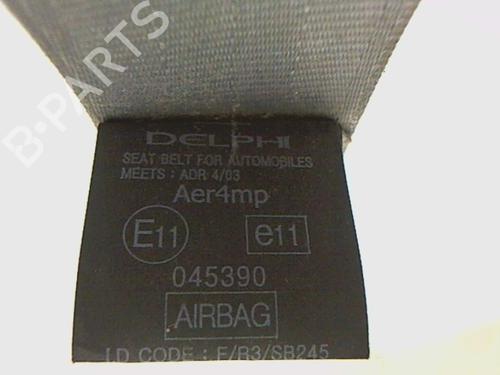 B-PARTS
DELPHI
SEAT BELT FOR AUTOMOBILES
MEETS : ADR 4/03
Aer4mp
E11 e11
045390
AIRBAG
I.D CODE : F/R3/SB245